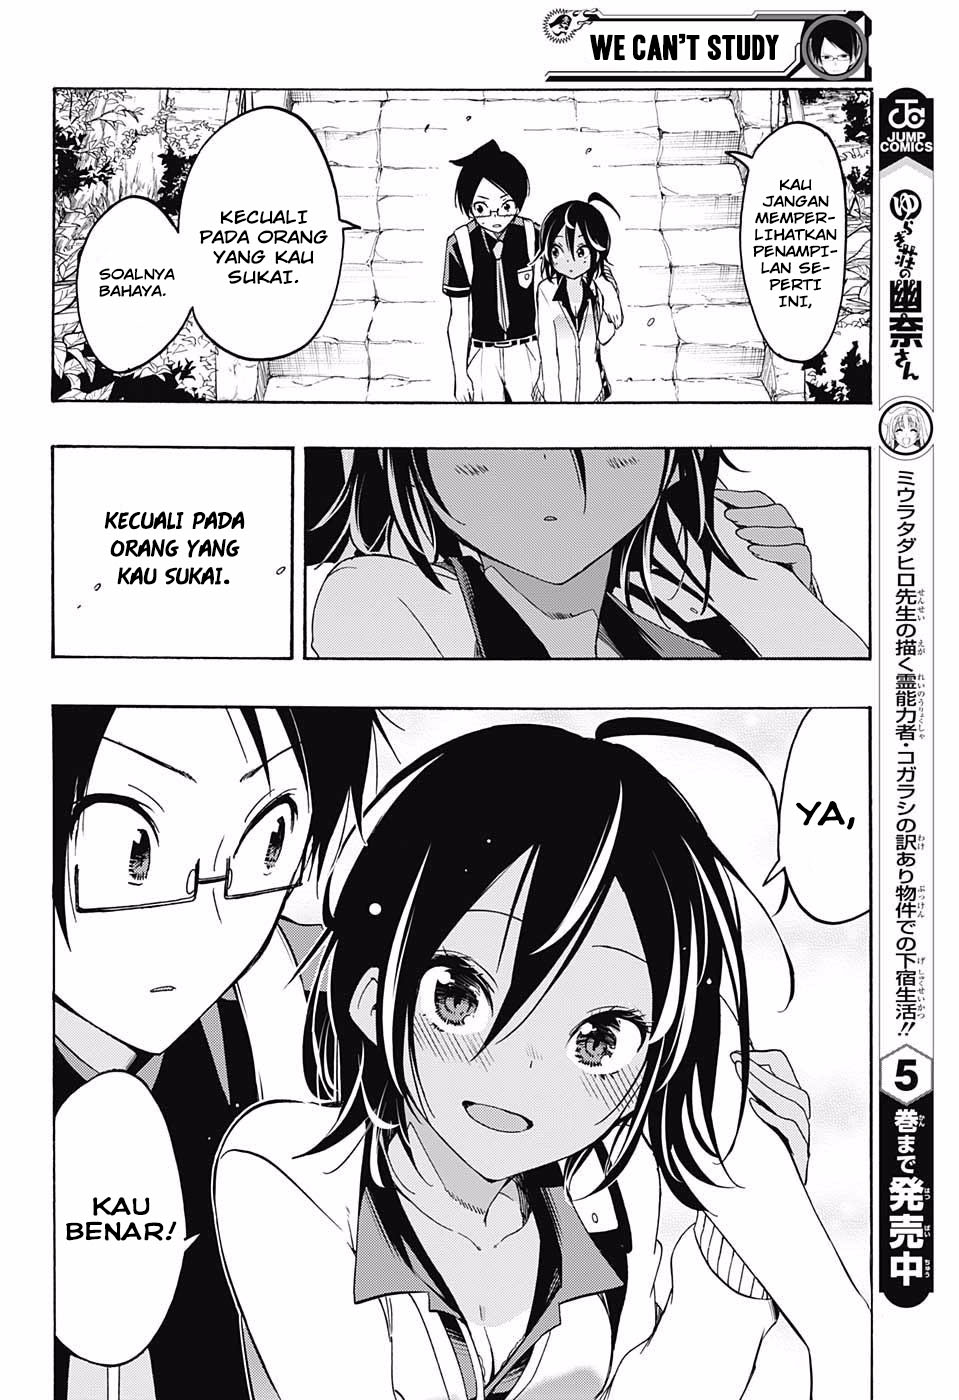 WE CAN'T STUDY
KAU
JANGAN
MEMPER-
LIHATKAN
PENAMPI-
LAN SE-
PERTI
INI,
KECUALI
PADA ORANG
YANG KAU
SUKAI.
SOALNYA
BAHAYA.
KECUALI PADA
ORANG YANG
KAU SUKAI.
YA,
KAU
BENAR!
JUMP
COMICS
ゆらぎ荘の幽奈さん
ミウラタダヒロ先生の描く霊能力者・コガラシの訳あり物件での下宿生活!!
5
巻まで発売中